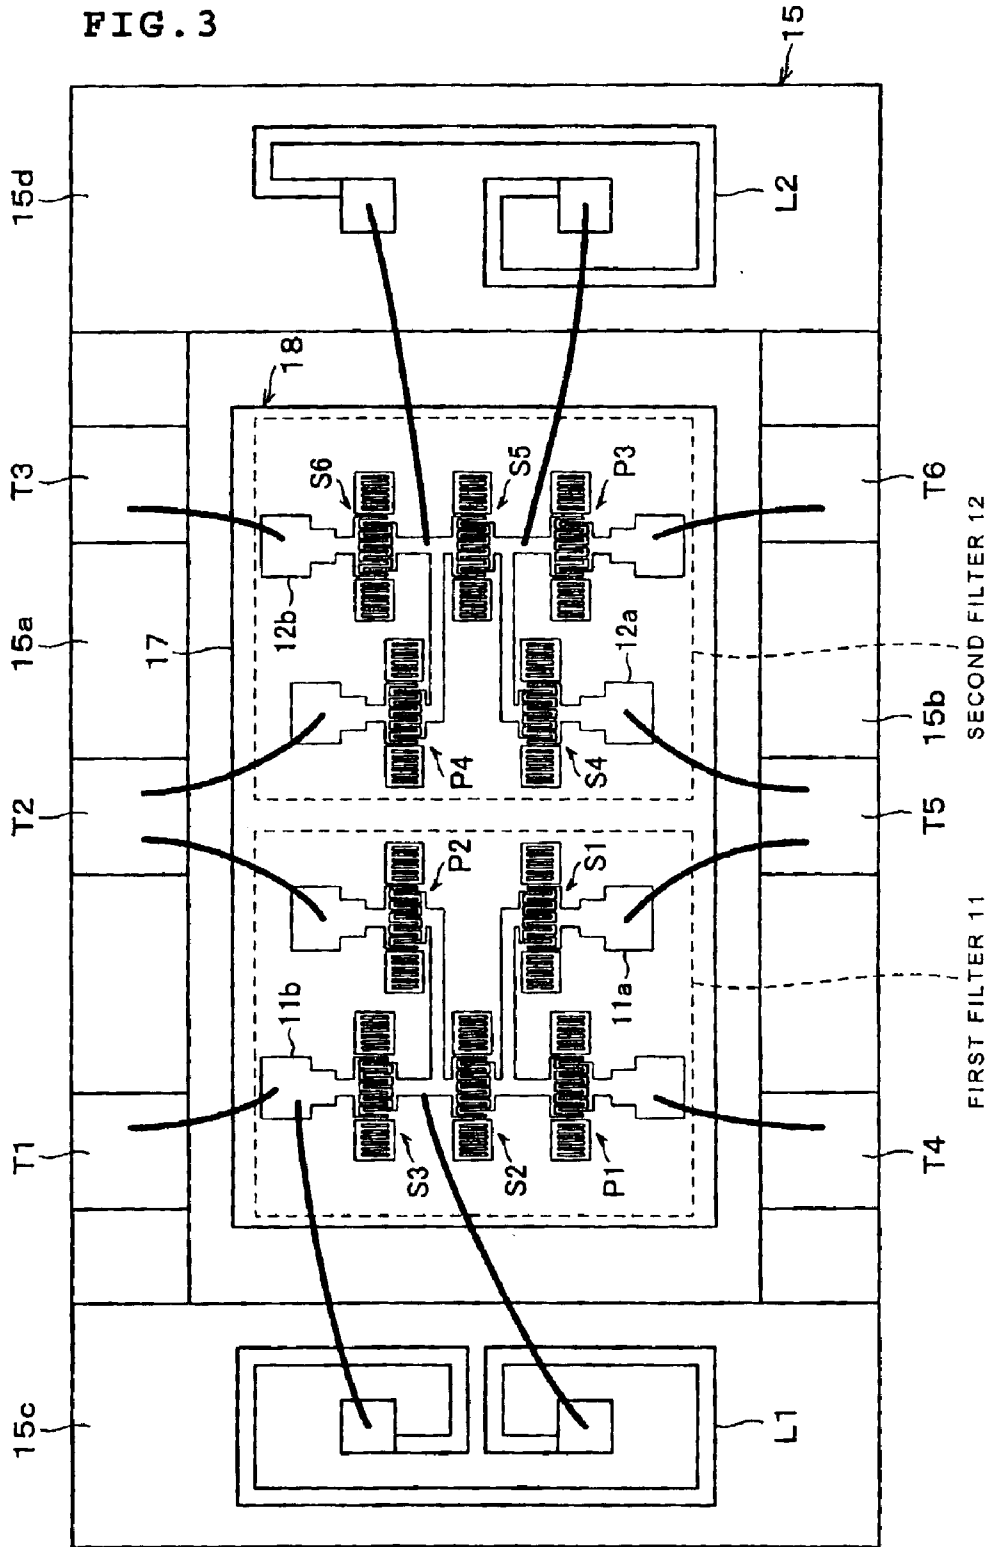 FIG.3
15
15d
L2
18
T3
S6
S5
P3
T6
15a
17
12b
12a
15b
SECOND FILTER 12
P4
S4
T2
T5
P2
S1
11b
11a
FIRST FILTER 11
T1
S3
S2
P1
T4
15c
L1